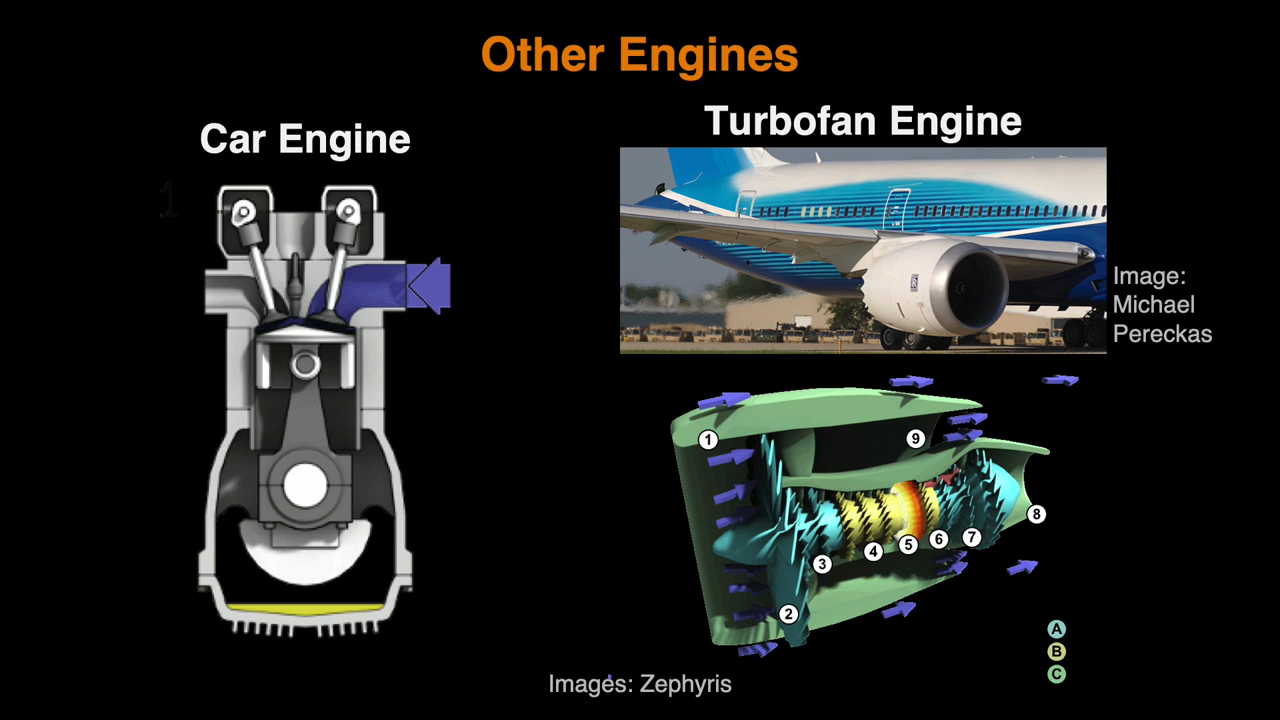 Other Engines
Car Engine
Turbofan Engine
1
Image:
Michael
Pereckas
1
9
8
5
6
7
4
3
2
A
B
C
Images: Zephyris